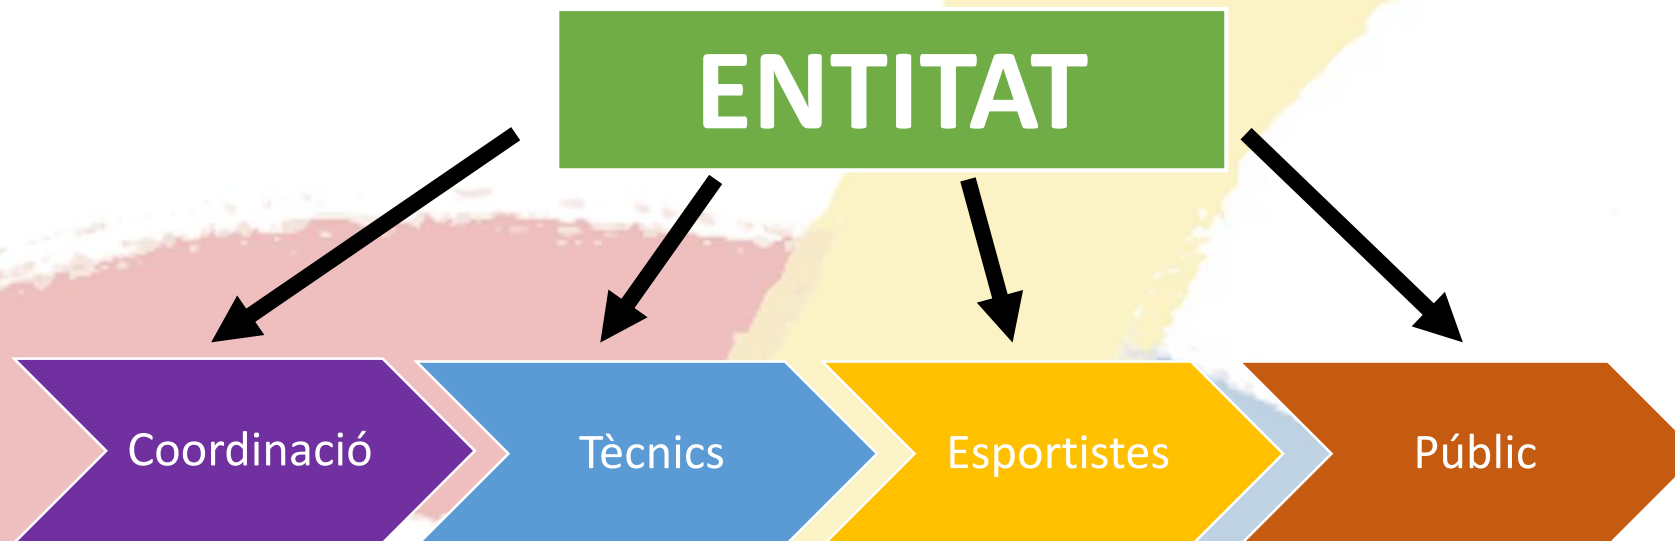 ENTITAT
Coordinació
Tècnics
Esportistes
Públic